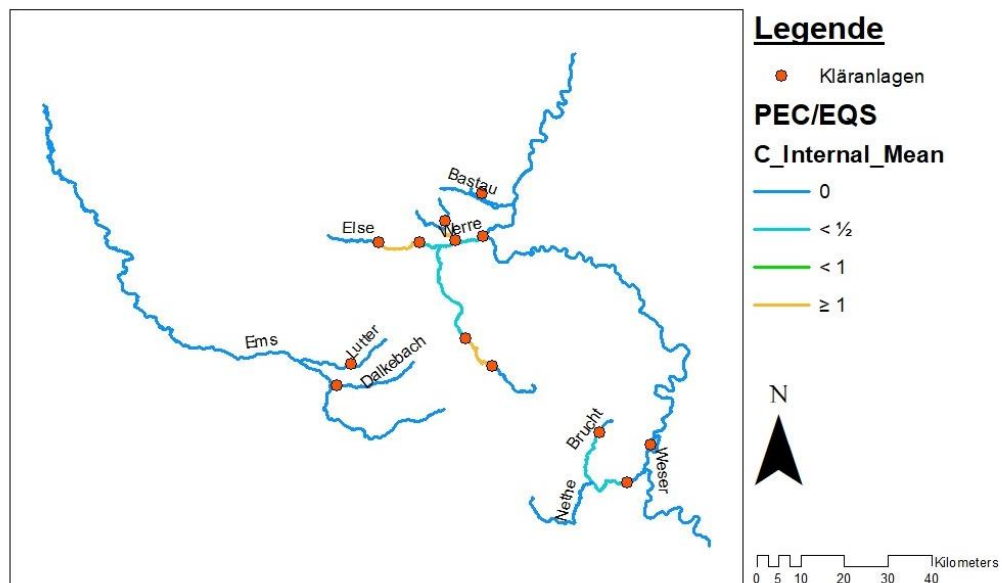 Legende
Kläranlagen
PEC/EQS
C_Internal_Mean
0
< ½
< 1
≥ 1
Bastau
Else
Werre
Ems
Lutter
Dalkebach
Brucht
Nethe
Weser
N
Kilometers
0 5 10 20 30 40